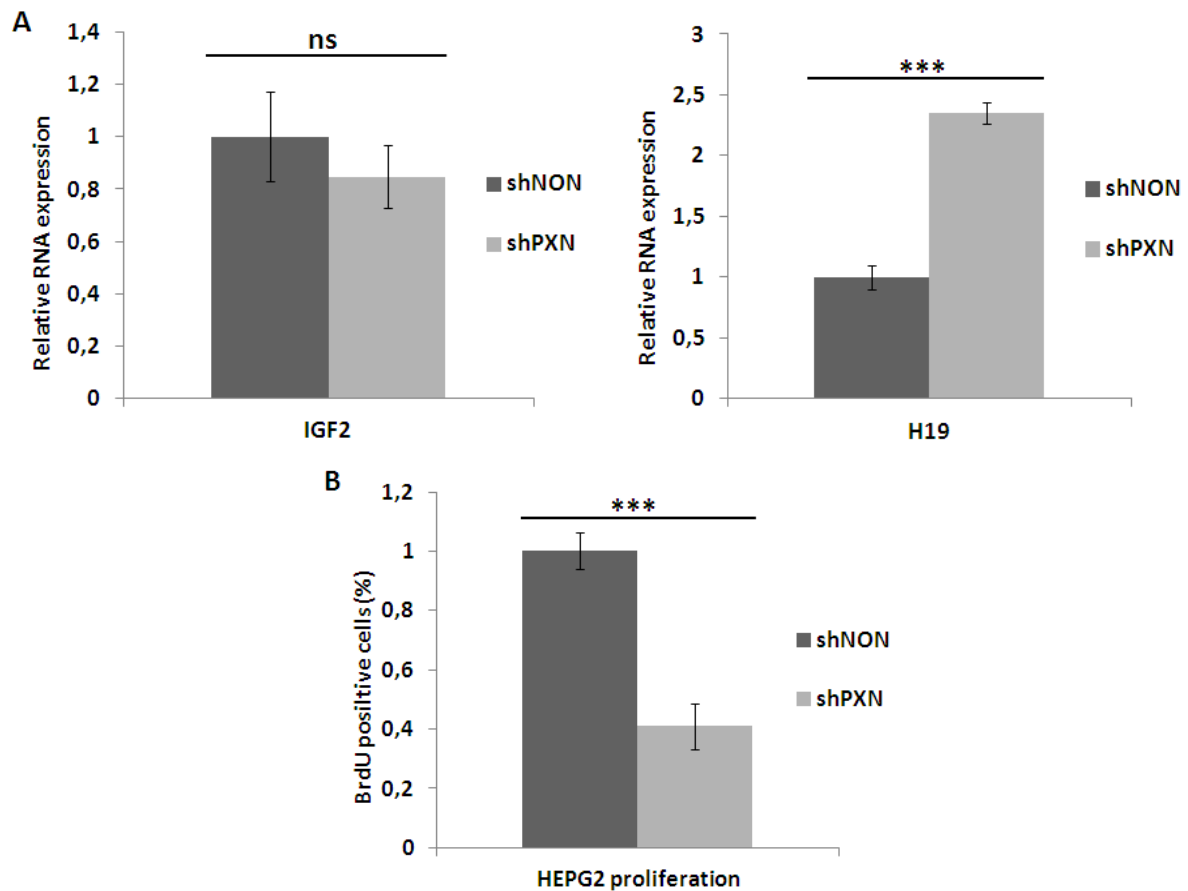 A
1,4
1,2
1
0,8
0,6
0,4
0,2
0
Relative RNA expression
ns
IGF2
shNON
shPXN
3
2,5
2
1,5
1
0,5
0
Relative RNA expression
***
H19
shNON
shPXN
B
1,2
1
0,8
0,6
0,4
0,2
0
BrdU posiltive cells (%)
***
HEPG2 proliferation
shNON
shPXN